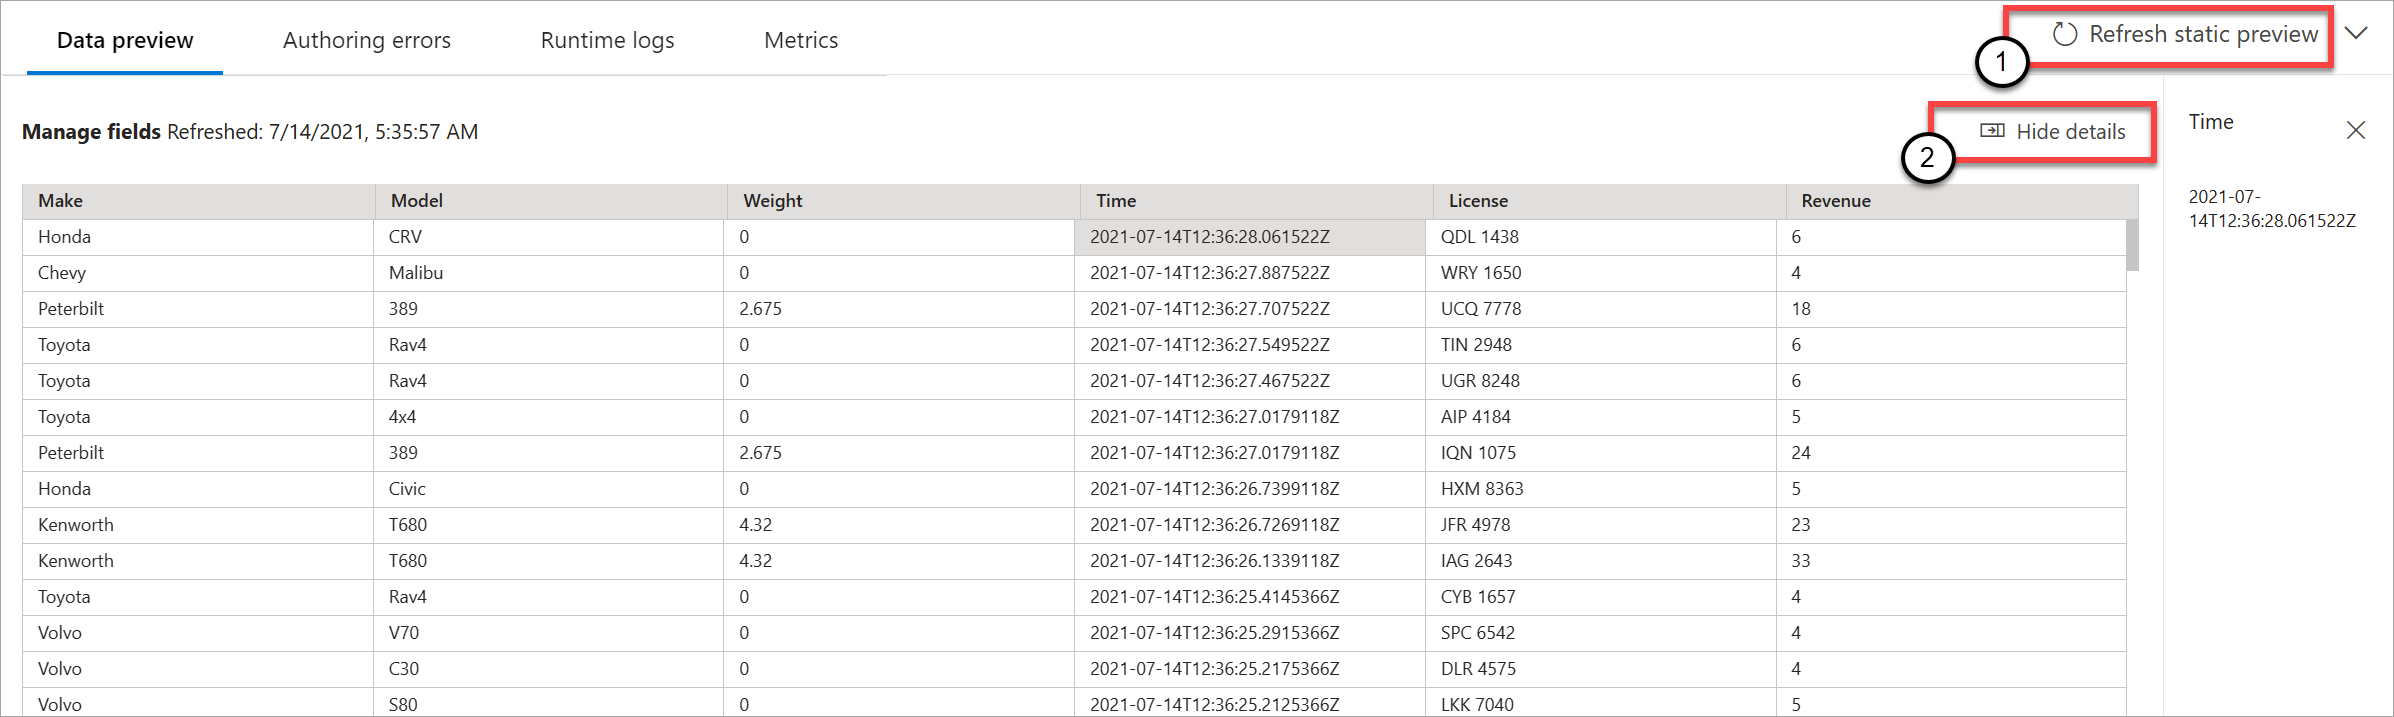 Data preview Authoring errors Runtime logs Metrics Refresh static preview
1
Manage fields Refreshed: 7/14/2021, 5:35:57 AM Hide details Time
2
2021-07-
14T12:36:28.061522Z
Make Model Weight Time License Revenue
Honda CRV 0 2021-07-14T12:36:28.061522Z QDL 1438 6
Chevy Malibu 0 2021-07-14T12:36:27.887522Z WRY 1650 4
Peterbilt 389 2.675 2021-07-14T12:36:27.707522Z UCQ 7778 18
Toyota Rav4 0 2021-07-14T12:36:27.549522Z TIN 2948 6
Toyota Rav4 0 2021-07-14T12:36:27.467522Z UGR 8248 6
Toyota 4x4 0 2021-07-14T12:36:27.0179118Z AIP 4184 5
Peterbilt 389 2.675 2021-07-14T12:36:27.0179118Z IQN 1075 24
Honda Civic 0 2021-07-14T12:36:26.7399118Z HXM 8363 5
Kenworth T680 4.32 2021-07-14T12:36:26.7269118Z JFR 4978 23
Kenworth T680 4.32 2021-07-14T12:36:26.1339118Z IAG 2643 33
Toyota Rav4 0 2021-07-14T12:36:25.4145366Z CYB 1657 4
Volvo V70 0 2021-07-14T12:36:25.2915366Z SPC 6542 4
Volvo C30 0 2021-07-14T12:36:25.2175366Z DLR 4575 4
Volvo S80 0 2021-07-14T12:36:25.2125366Z LKK 7040 5